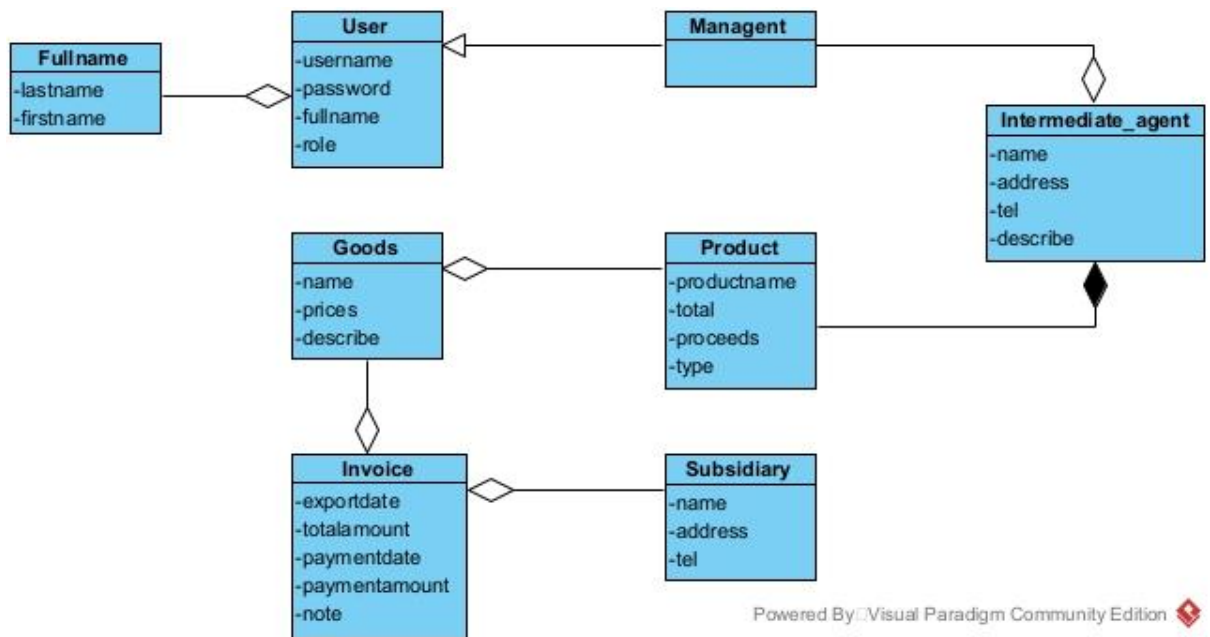 Fullname
-lastname
-firstname
User
-username
-password
-fullname
-role
Managent
Intermediate_agent
-name
-address
-tel
-describe
Goods
-name
-prices
-describe
Product
-productname
-total
-proceeds
-type
Invoice
-exportdate
-totalamount
-paymentdate
-paymentamount
-note
Subsidiary
-name
-address
-tel
Powered By Visual Paradigm Community Edition